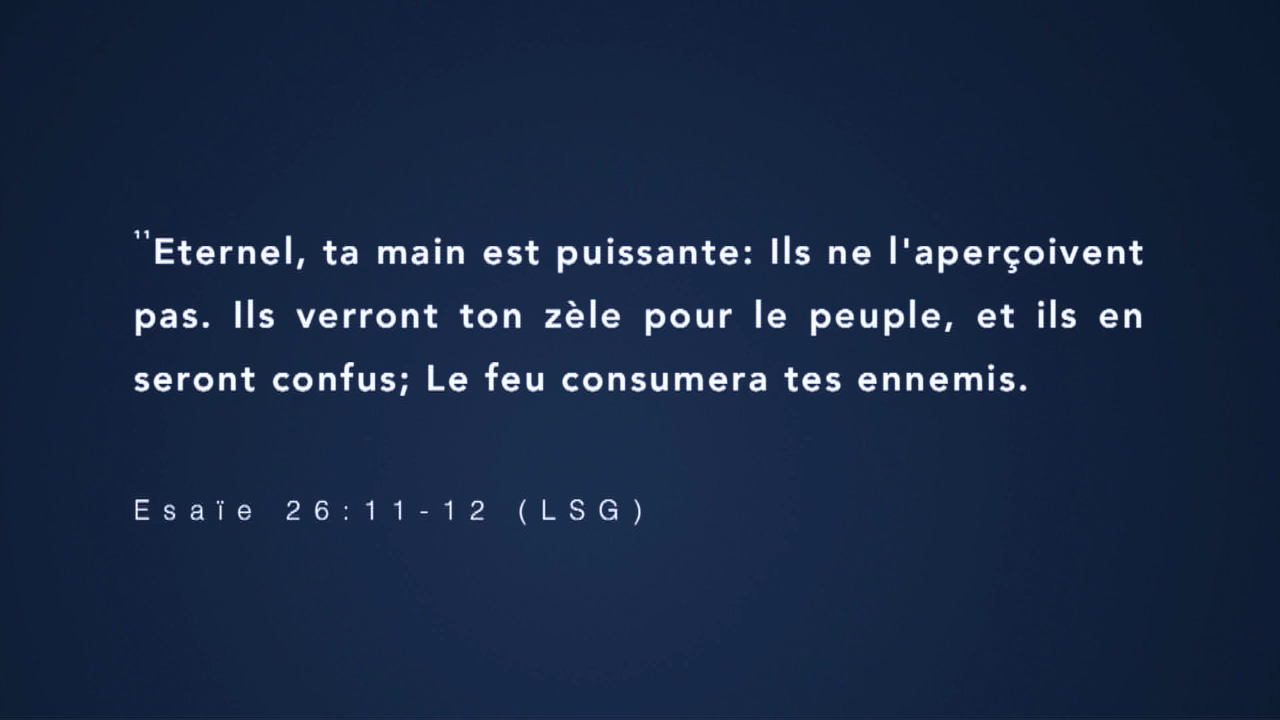 ¹¹Eternel, ta main est puissante: Ils ne l'aperçoivent
pas. Ils verront ton zèle pour le peuple, et ils en
seront confus; Le feu consumera tes ennemis.
Esaïe 26:11-12 (LSG)